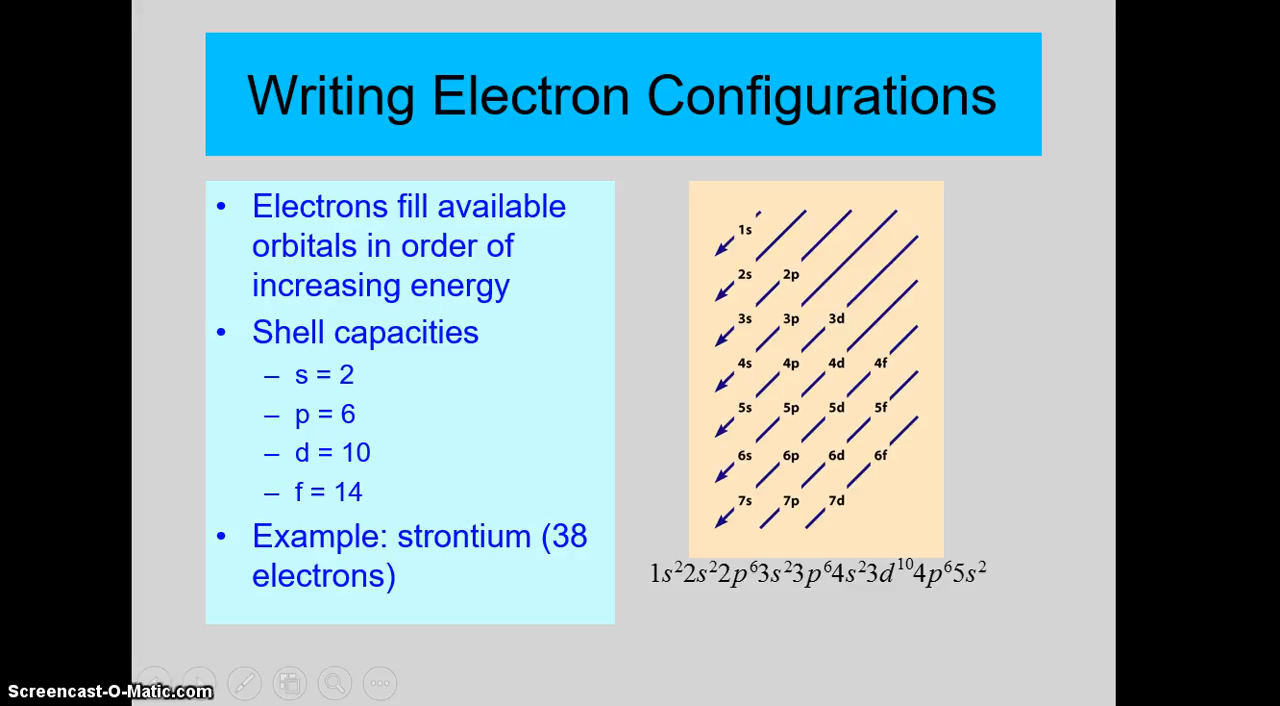 Writing Electron Configurations
• Electrons fill available
orbitals in order of
increasing energy
• Shell capacities
– s = 2
– p = 6
– d = 10
– f = 14
• Example: strontium (38
electrons)
1s
2s 2p
3s 3p 3d
4s 4p 4d 4f
5s 5p 5d 5f
6s 6p 6d 6f
7s 7p 7d
1s²2s²2p⁶3s²3p⁶4s²3d¹⁰4p⁶5s²
Screencast-O-Matic.com